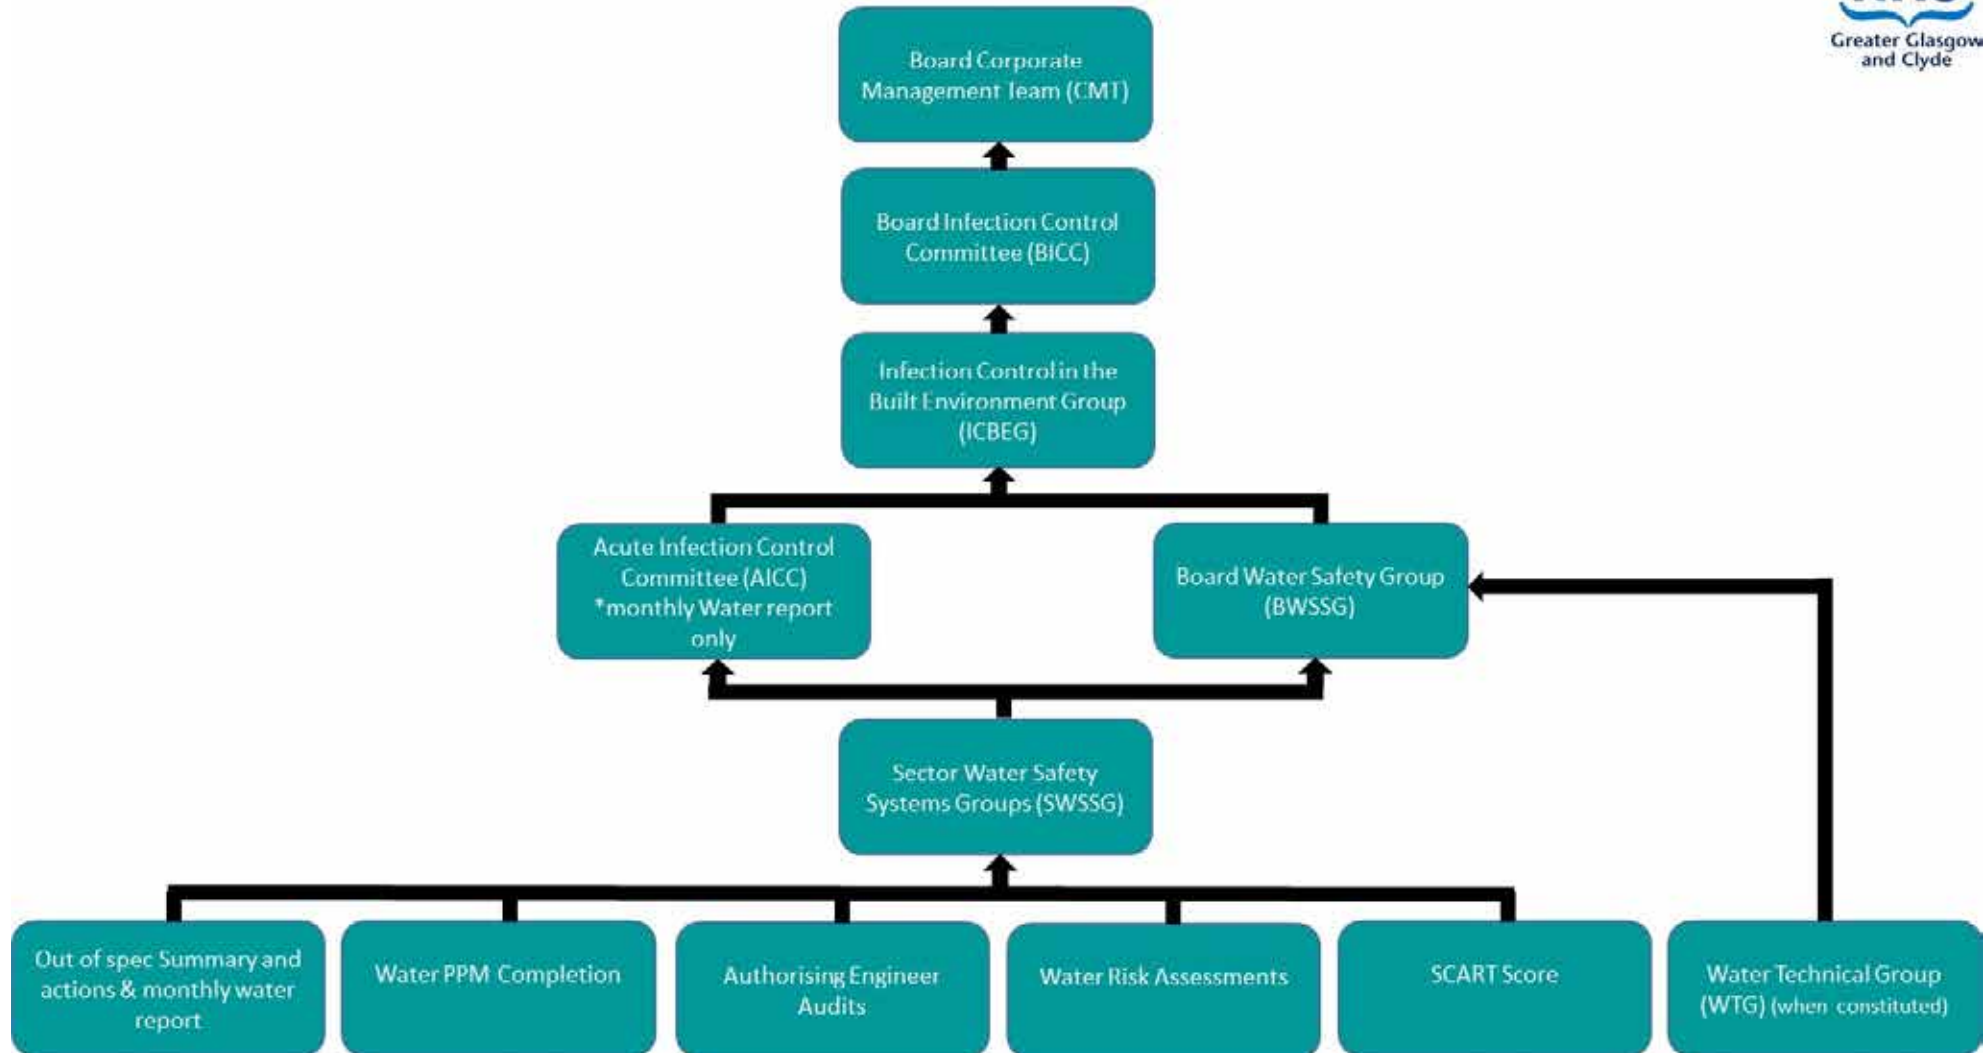 Greater Glasgow
and Clyde
Board Corporate
Management Team (CMT)
Board Infection Control
Committee (BICC)
Infection Control in the
Built Environment Group
(ICBEG)
Acute Infection Control
Committee (AICC)
*monthly Water report
only
Board Water Safety Group
(BWSSG)
Sector Water Safety
Systems Groups (SWSSG)
Out of spec Summary and
actions & monthly water
report
Water PPM Completion
Authorising Engineer
Audits
Water Risk Assessments
SCART Score
Water Technical Group
(WTG) (when constituted)